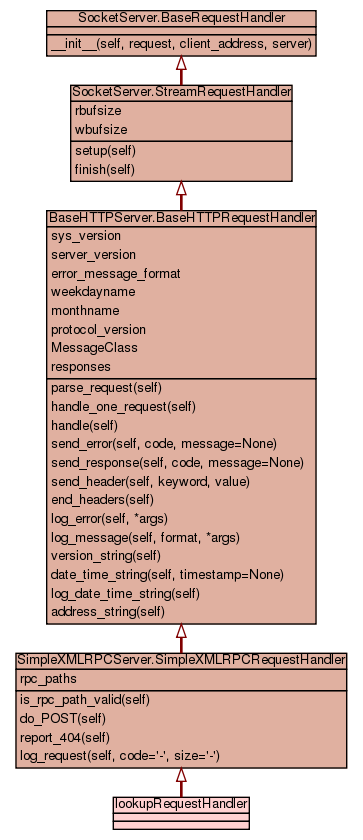 SocketServer.BaseRequestHandler
__init__(self, request, client_address, server)
SocketServer.StreamRequestHandler
rbufsize
wbufsize
setup(self)
finish(self)
BaseHTTPServer.BaseHTTPRequestHandler
sys_version
server_version
error_message_format
weekdayname
monthname
protocol_version
MessageClass
responses
parse_request(self)
handle_one_request(self)
handle(self)
send_error(self, code, message=None)
send_response(self, code, message=None)
send_header(self, keyword, value)
end_headers(self)
log_error(self, *args)
log_message(self, format, *args)
version_string(self)
date_time_string(self, timestamp=None)
log_date_time_string(self)
address_string(self)
SimpleXMLRPCServer.SimpleXMLRPCRequestHandler
rpc_paths
is_rpc_path_valid(self)
do_POST(self)
report_404(self)
log_request(self, code='-', size='-')
lookupRequestHandler